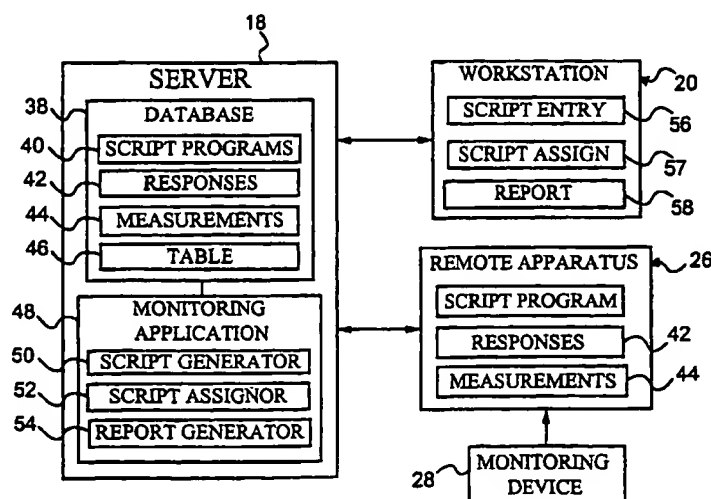 18
SERVER
38
DATABASE
40
SCRIPT PROGRAMS
42
RESPONSES
44
MEASUREMENTS
46
TABLE
48
MONITORING
APPLICATION
50
SCRIPT GENERATOR
52
SCRIPT ASSIGNOR
54
REPORT GENERATOR
WORKSTATION
20
SCRIPT ENTRY
56
SCRIPT ASSIGN
57
REPORT
58
REMOTE APPARATUS
26
SCRIPT PROGRAM
RESPONSES
42
MEASUREMENTS
44
28
MONITORING
DEVICE